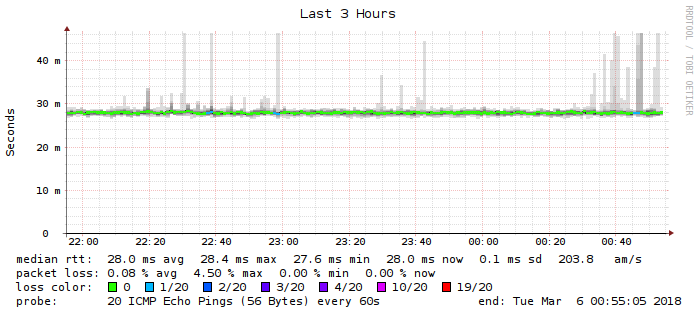 Last 3 Hours
RRDTOOL / TOBI OETIKER
Seconds
40 m
30 m
20 m
10 m
0
22:00 22:20 22:40 23:00 23:20 23:40 00:00 00:20 00:40
median rtt: 28.0 ms avg 28.4 ms max 27.6 ms min 28.0 ms now 0.1 ms sd 203.8 am/s
packet loss: 0.08 % avg 4.50 % max 0.00 % min 0.00 % now
loss color: 0 1/20 2/20 3/20 4/20 10/20 19/20
probe: 20 ICMP Echo Pings (56 Bytes) every 60s end: Tue Mar 6 00:55:05 2018